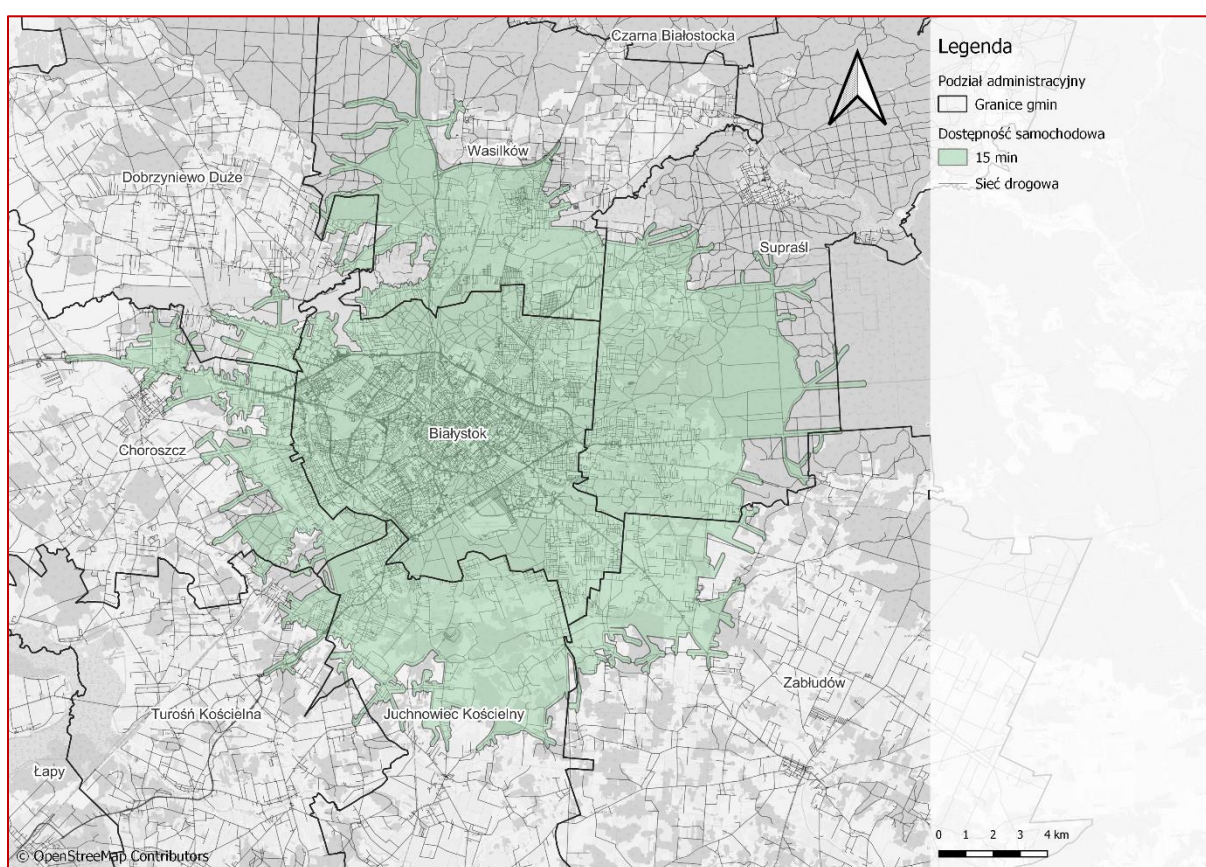 Czarna Białostocka
Wasilków
Dobrzyniewo Duże
Supraśl
Białystok
Choroszcz
Zabłudów
Turośń Kościelna
Juchnowiec Kościelny
Łapy
© OpenStreetMap Contributors
Legenda
Podział administracyjny
Granice gmin
Dostępność samochodowa
15 min
Sieć drogowa
0 1 2 3 4 km